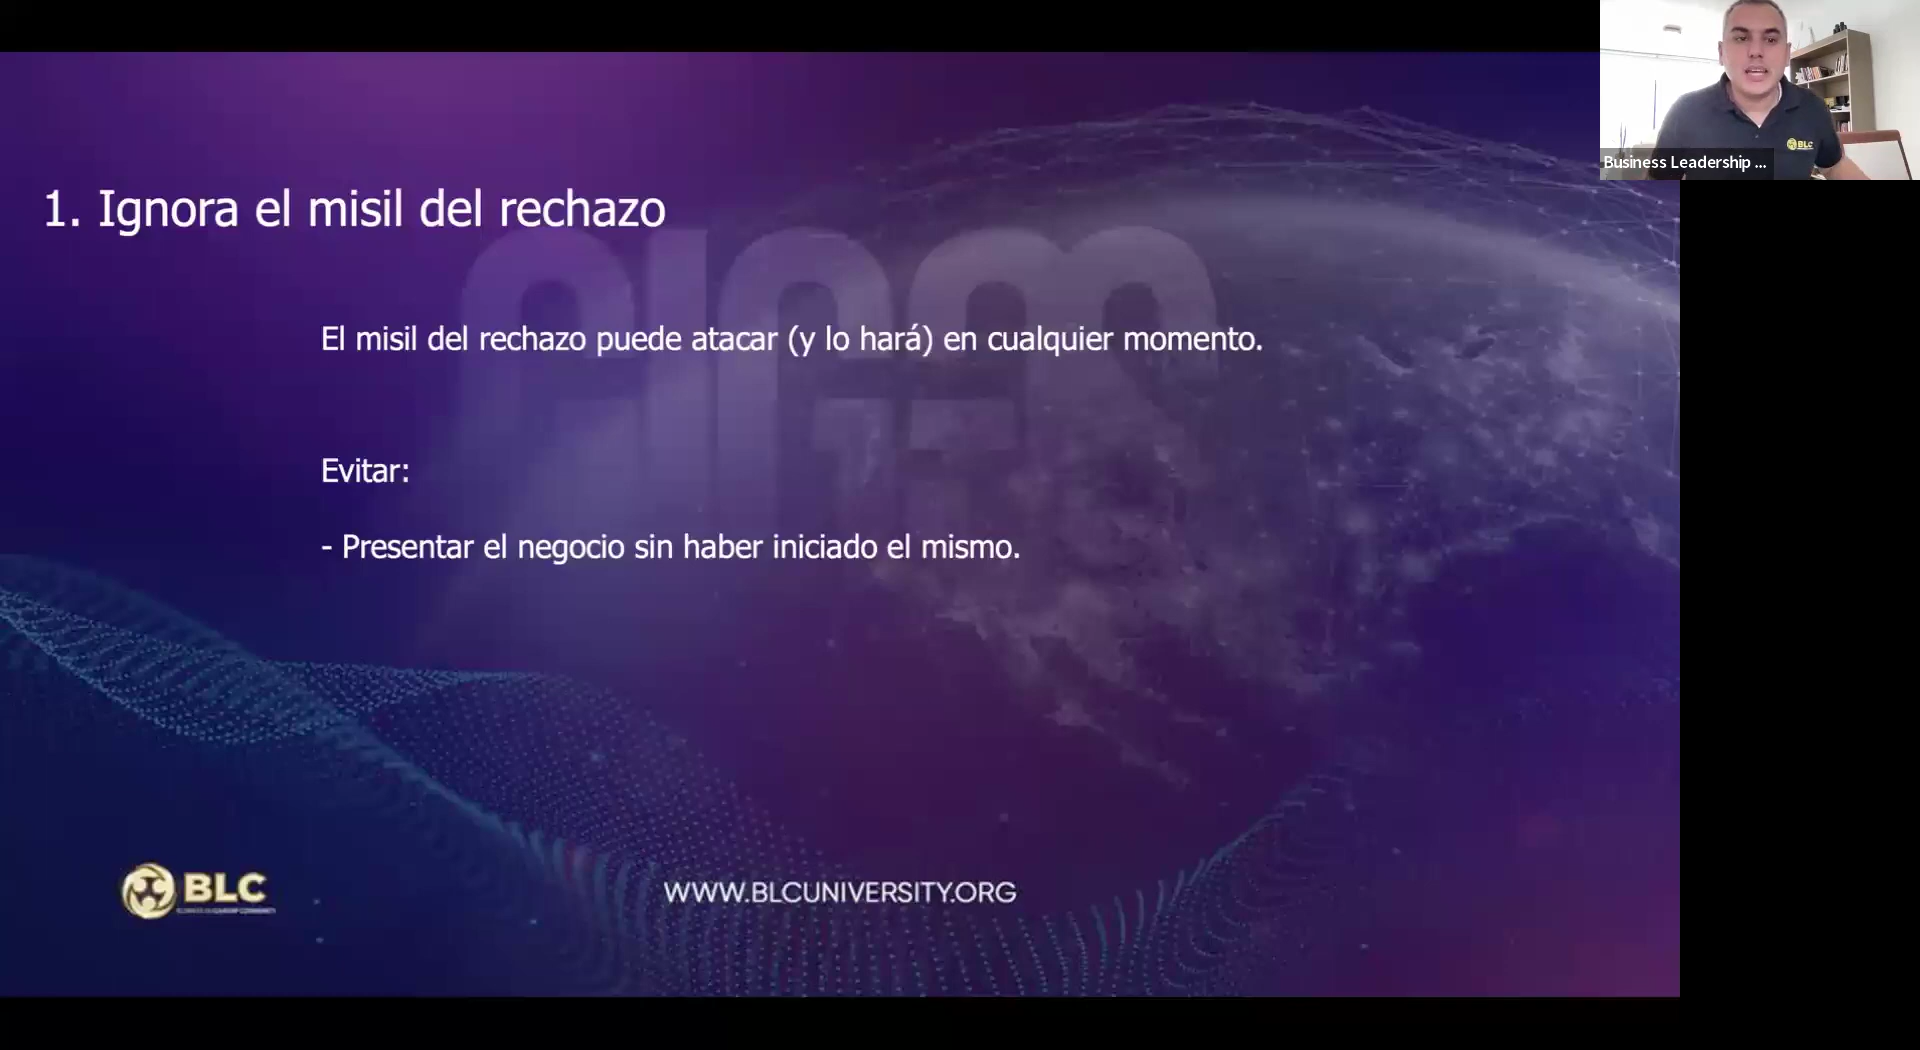 Business Leadership ...
BLC
1. Ignora el misil del rechazo
El misil del rechazo puede atacar (y lo hará) en cualquier momento.
Evitar:
- Presentar el negocio sin haber iniciado el mismo.
BLC
WWW.BLCUNIVERSITY.ORG